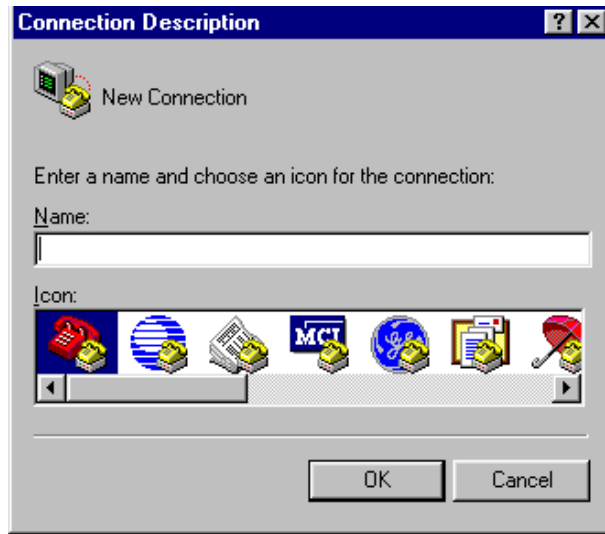 Connection Description
New Connection
Enter a name and choose an icon for the connection:
Name:
Icon:
MCI
OK
Cancel